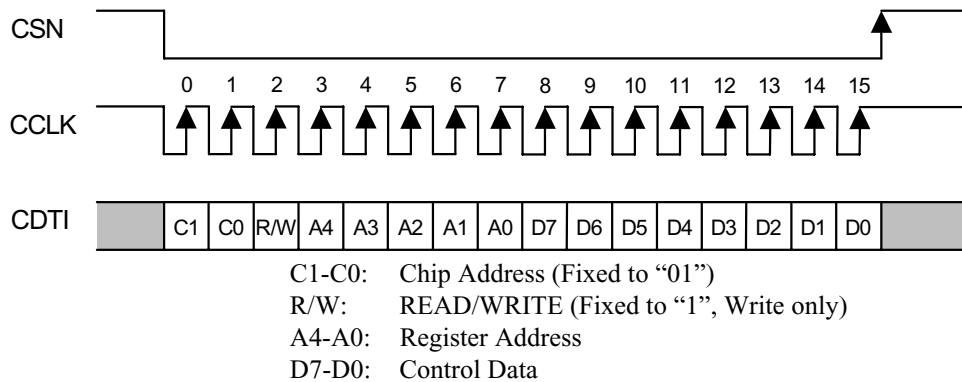 CSN
0 1 2 3 4 5 6 7 8 9 10 11 12 13 14 15
CCLK
CDTI C1 C0 R/W A4 A3 A2 A1 A0 D7 D6 D5 D4 D3 D2 D1 D0
C1-C0: Chip Address (Fixed to “01”)
R/W: READ/WRITE (Fixed to “1”, Write only)
A4-A0: Register Address
D7-D0: Control Data